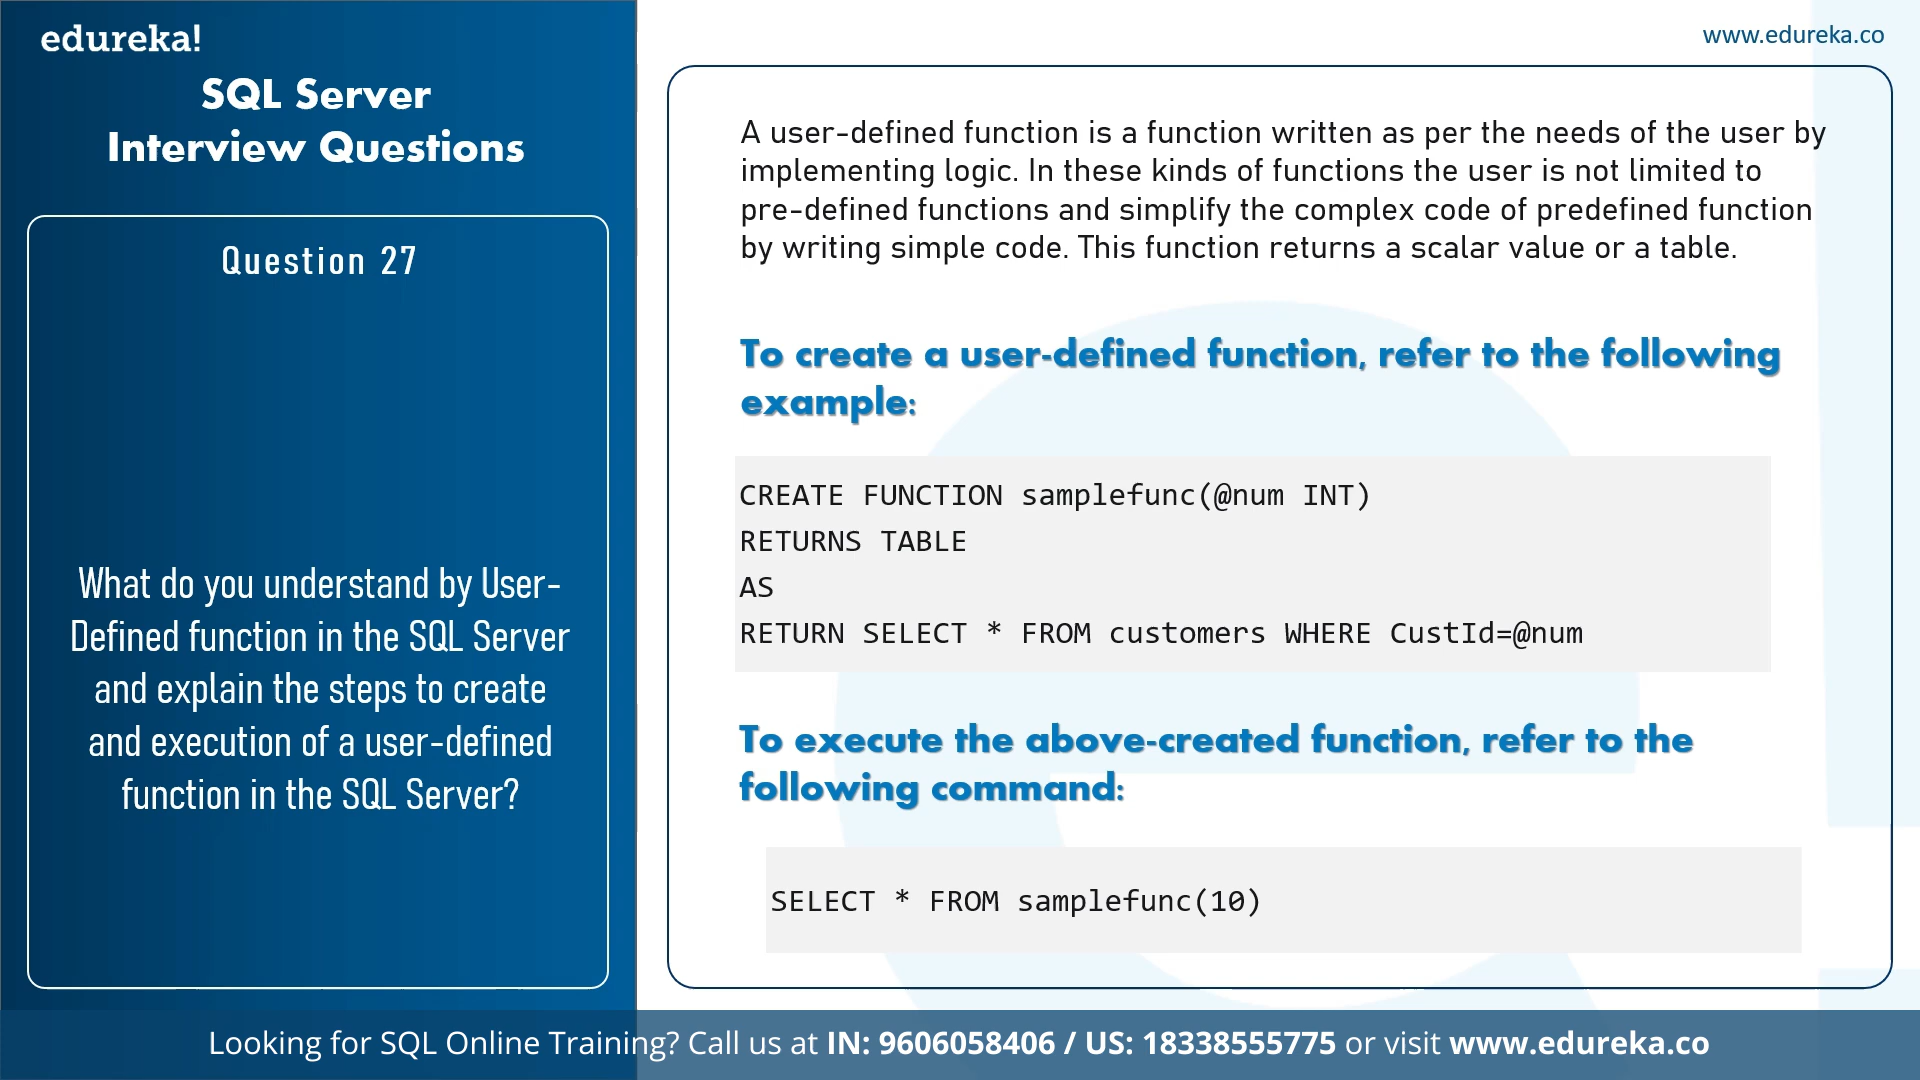 edureka!
SQL Server
Interview Questions
Question 27
What do you understand by User-
Defined function in the SQL Server
and explain the steps to create
and execution of a user-defined
function in the SQL Server?
www.edureka.co
A user-defined function is a function written as per the needs of the user by
implementing logic. In these kinds of functions the user is not limited to
pre-defined functions and simplify the complex code of predefined function
by writing simple code. This function returns a scalar value or a table.
To create a user-defined function, refer to the following
example:
CREATE FUNCTION samplefunc(@num INT)
RETURNS TABLE
AS
RETURN SELECT * FROM customers WHERE CustId=@num
To execute the above-created function, refer to the
following command:
SELECT * FROM samplefunc(10)
Looking for SQL Online Training? Call us at IN: 9606058406 / US: 18338555775 or visit www.edureka.co